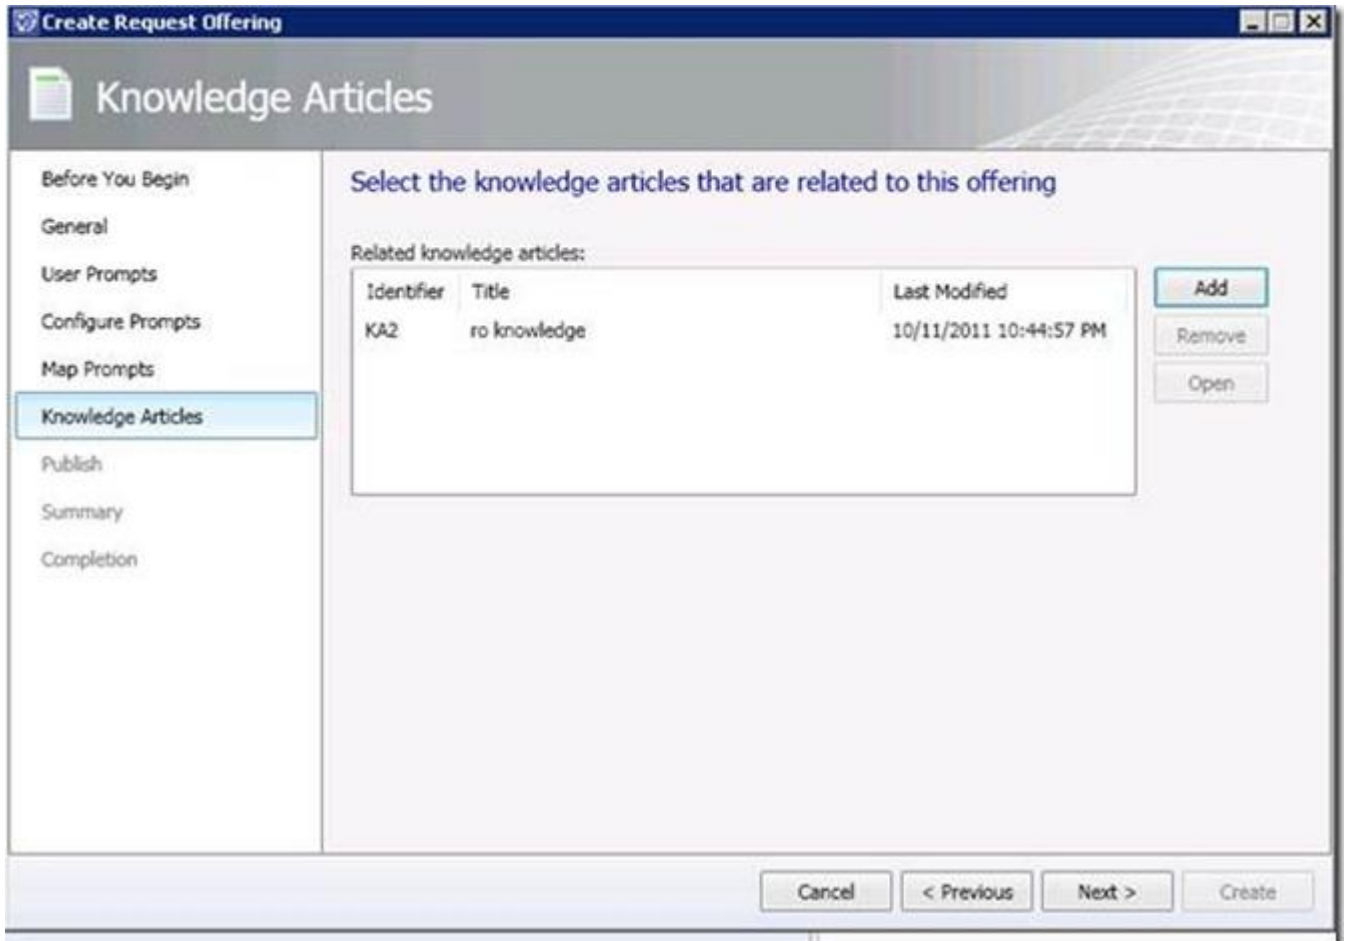 Create Request Offering
Knowledge Articles
Before You Begin
General
User Prompts
Configure Prompts
Map Prompts
Knowledge Articles
Publish
Summary
Completion
Select the knowledge articles that are related to this offering
Related knowledge articles:
Identifier Title Last Modified
KA2 ro knowledge 10/11/2011 10:44:57 PM
Add
Remove
Open
Cancel < Previous Next > Create